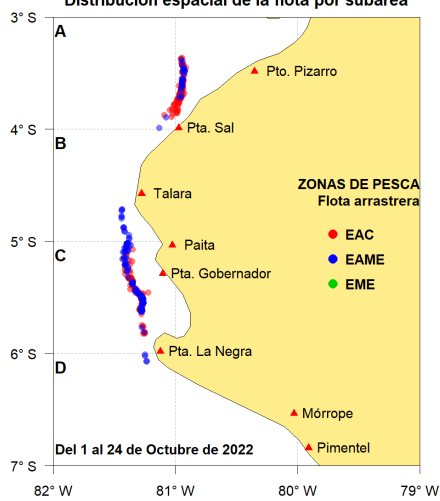 Distribución espacial de la flota por subárea
3° S
A
Pto. Pizarro
4° S
Pta. Sal
B
Talara
ZONAS DE PESCA
Flota arrastrera
EAC
5° S
Paita
C
EAME
Pta. Gobernador
EME
6° S
Pta. La Negra
D
Mórrope
Del 1 al 24 de Octubre de 2022
Pimentel
7° S
82° W
81° W
80° W
79° W